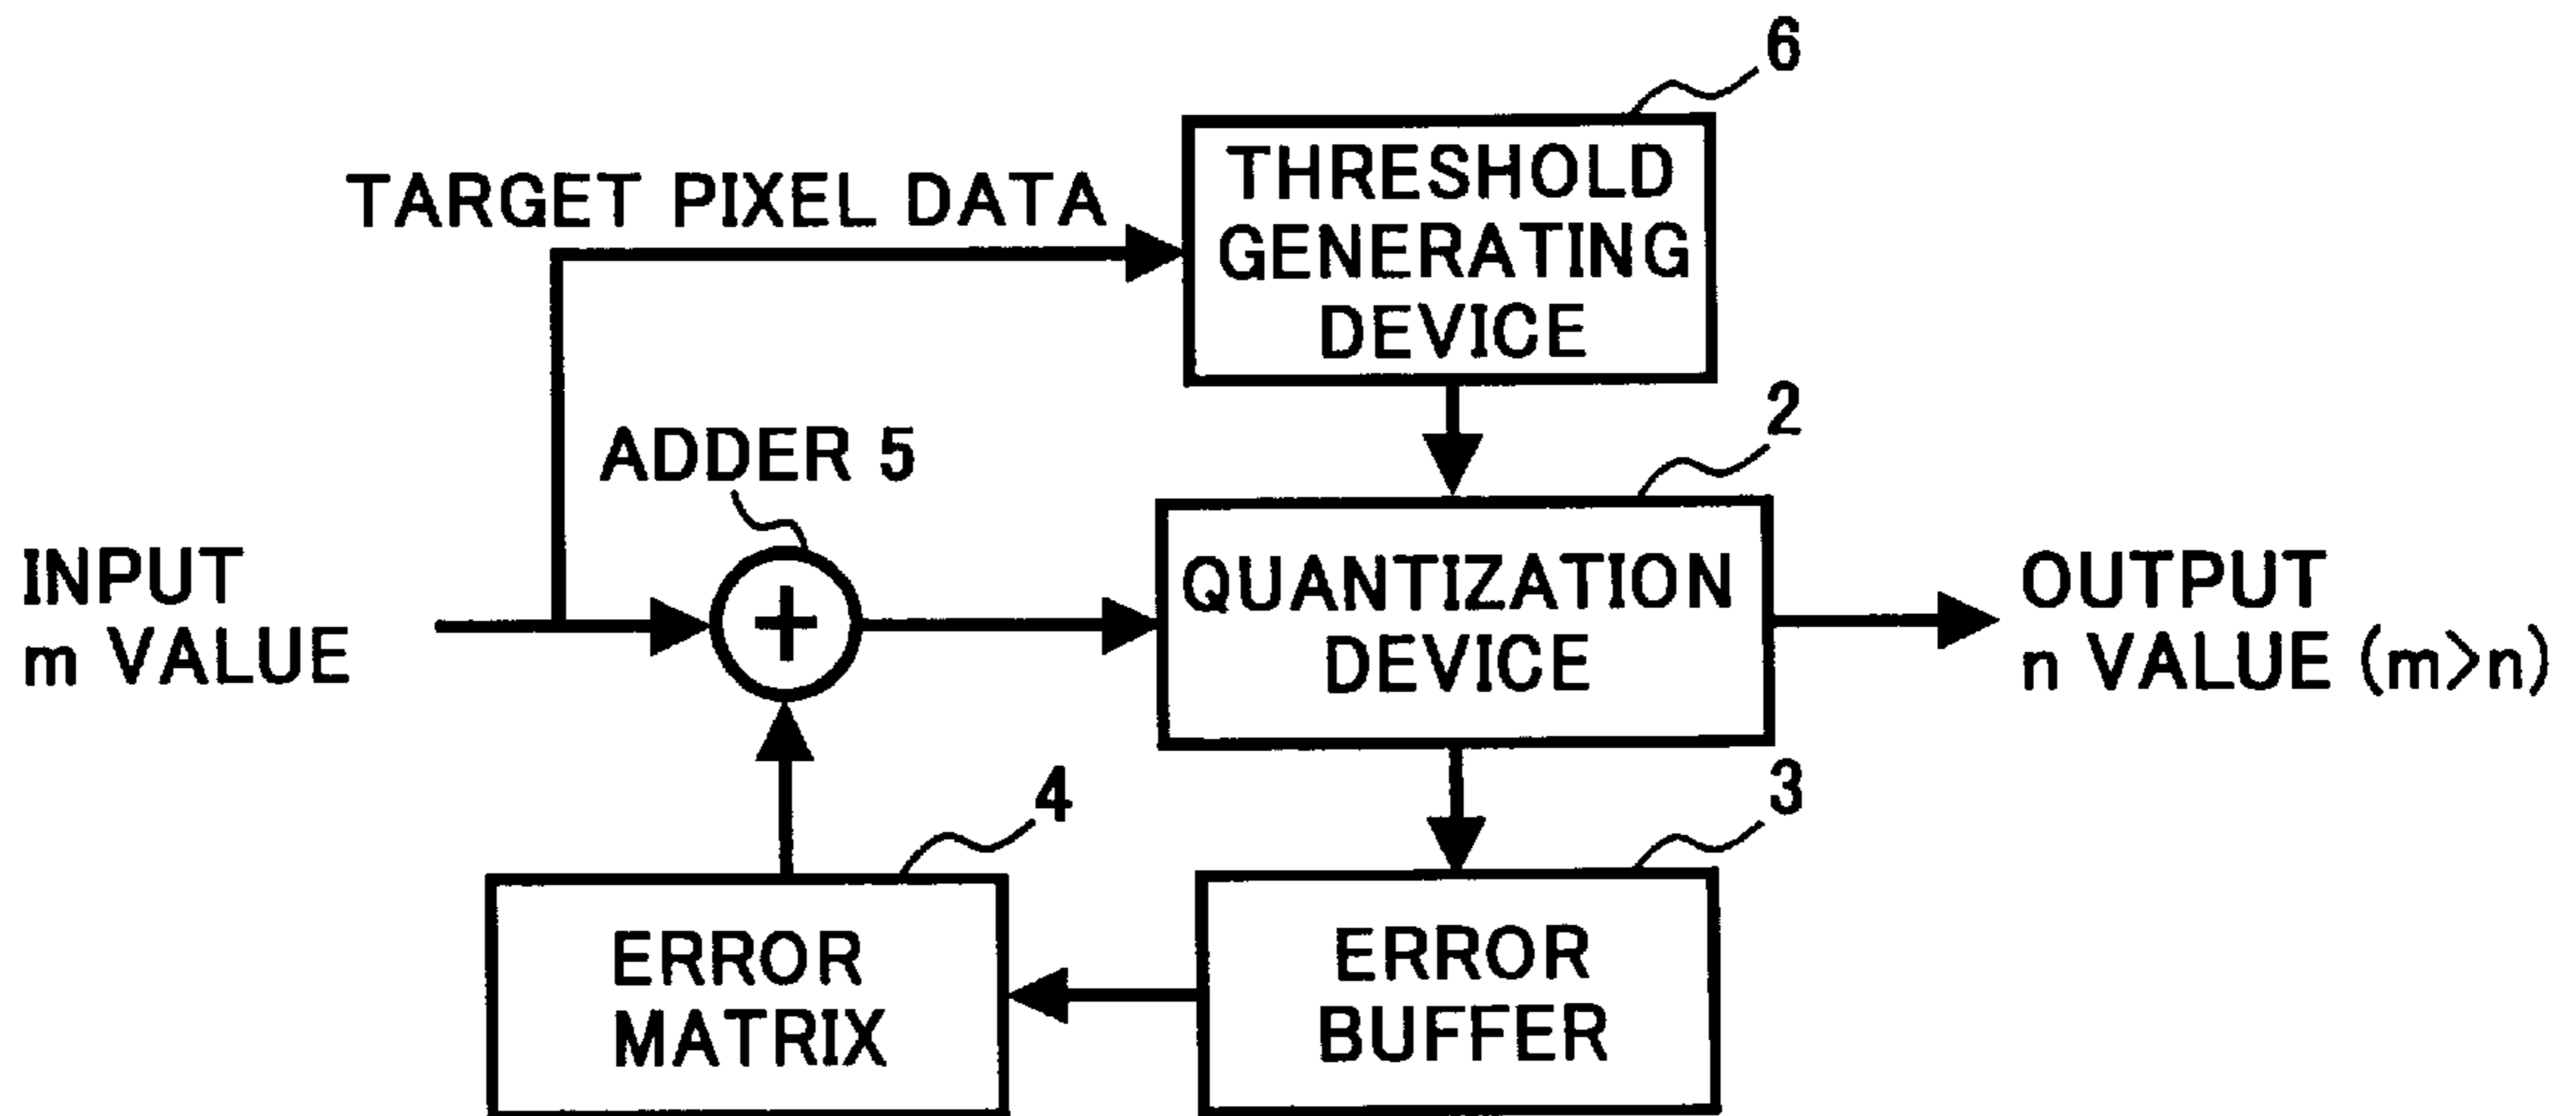 6
THRESHOLD
GENERATING
DEVICE
TARGET PIXEL DATA
2
ADDER 5
INPUT
m VALUE
+
QUANTIZATION
DEVICE
OUTPUT
n VALUE (m>n)
4
3
ERROR
MATRIX
ERROR
BUFFER